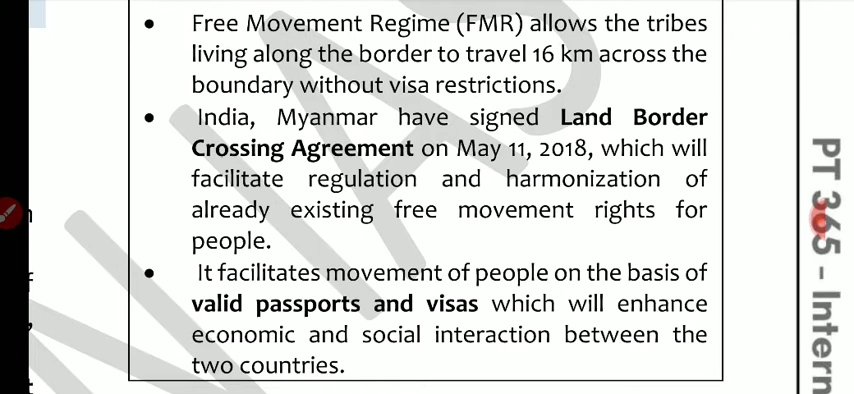 • Free Movement Regime (FMR) allows the tribes
living along the border to travel 16 km across the
boundary without visa restrictions.
• India, Myanmar have signed Land Border
Crossing Agreement on May 11, 2018, which will
facilitate regulation and harmonization of
already existing free movement rights for
people.
• It facilitates movement of people on the basis of
valid passports and visas which will enhance
economic and social interaction between the
two countries.
PT 365 - Intern